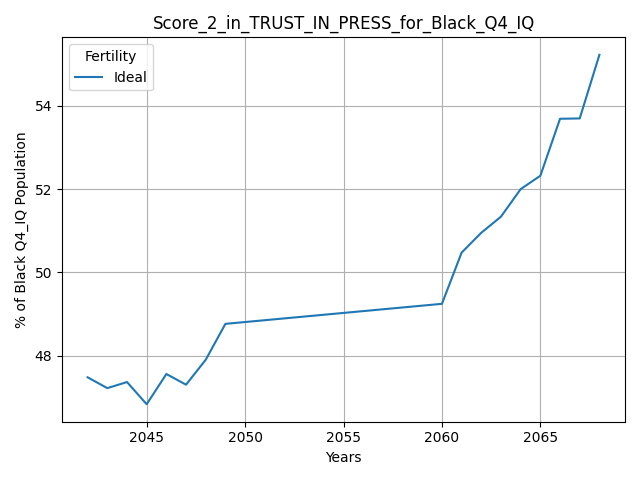 Score_2_in_TRUST_IN_PRESS_for_Black_Q4_IQ
Fertility
Ideal
% of Black Q4_IQ Population
54
52
50
48
2045 2050 2055 2060 2065
Years